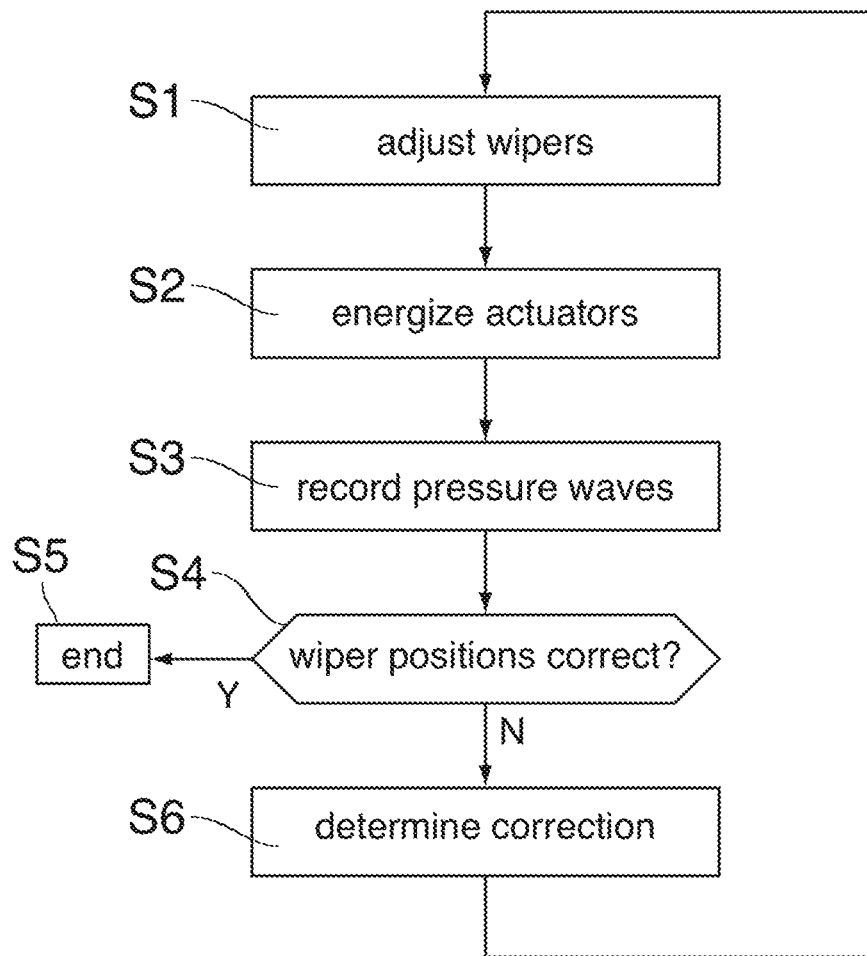 S1
adjust wipers
S2
energize actuators
S3
record pressure waves
S5
S4
end
wiper positions correct?
Y
N
S6
determine correction